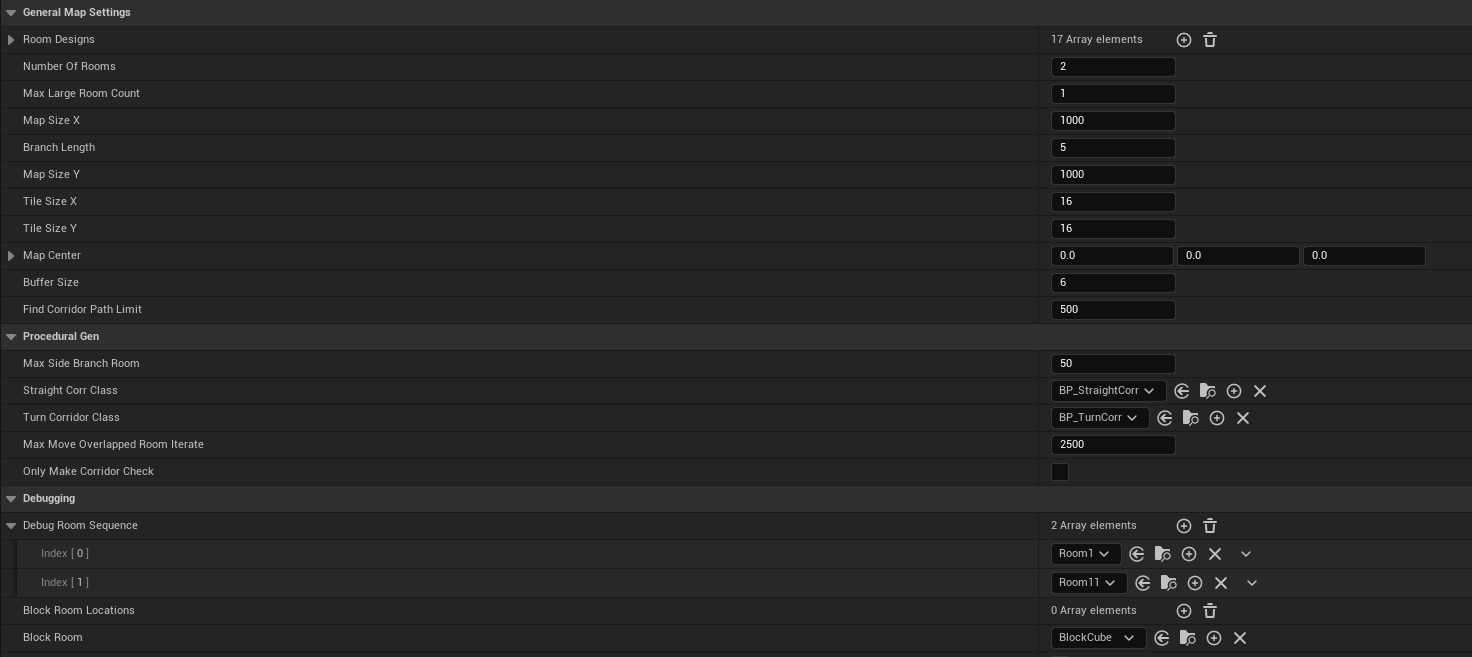 General Map Settings
Room Designs 17 Array elements
Number Of Rooms 2
Max Large Room Count 1
Map Size X 1000
Branch Length 5
Map Size Y 1000
Tile Size X 16
Tile Size Y 16
Map Center 0.0 0.0 0.0
Buffer Size 6
Find Corridor Path Limit 500
Procedural Gen
Max Side Branch Room 50
Straight Corr Class BP_StraightCorr
Turn Corridor Class BP_TurnCorr
Max Move Overlapped Room Iterate 2500
Only Make Corridor Check
Debugging
Debug Room Sequence 2 Array elements
Index [ 0 ] Room1
Index [ 1 ] Room11
Block Room Locations 0 Array elements
Block Room BlockCube